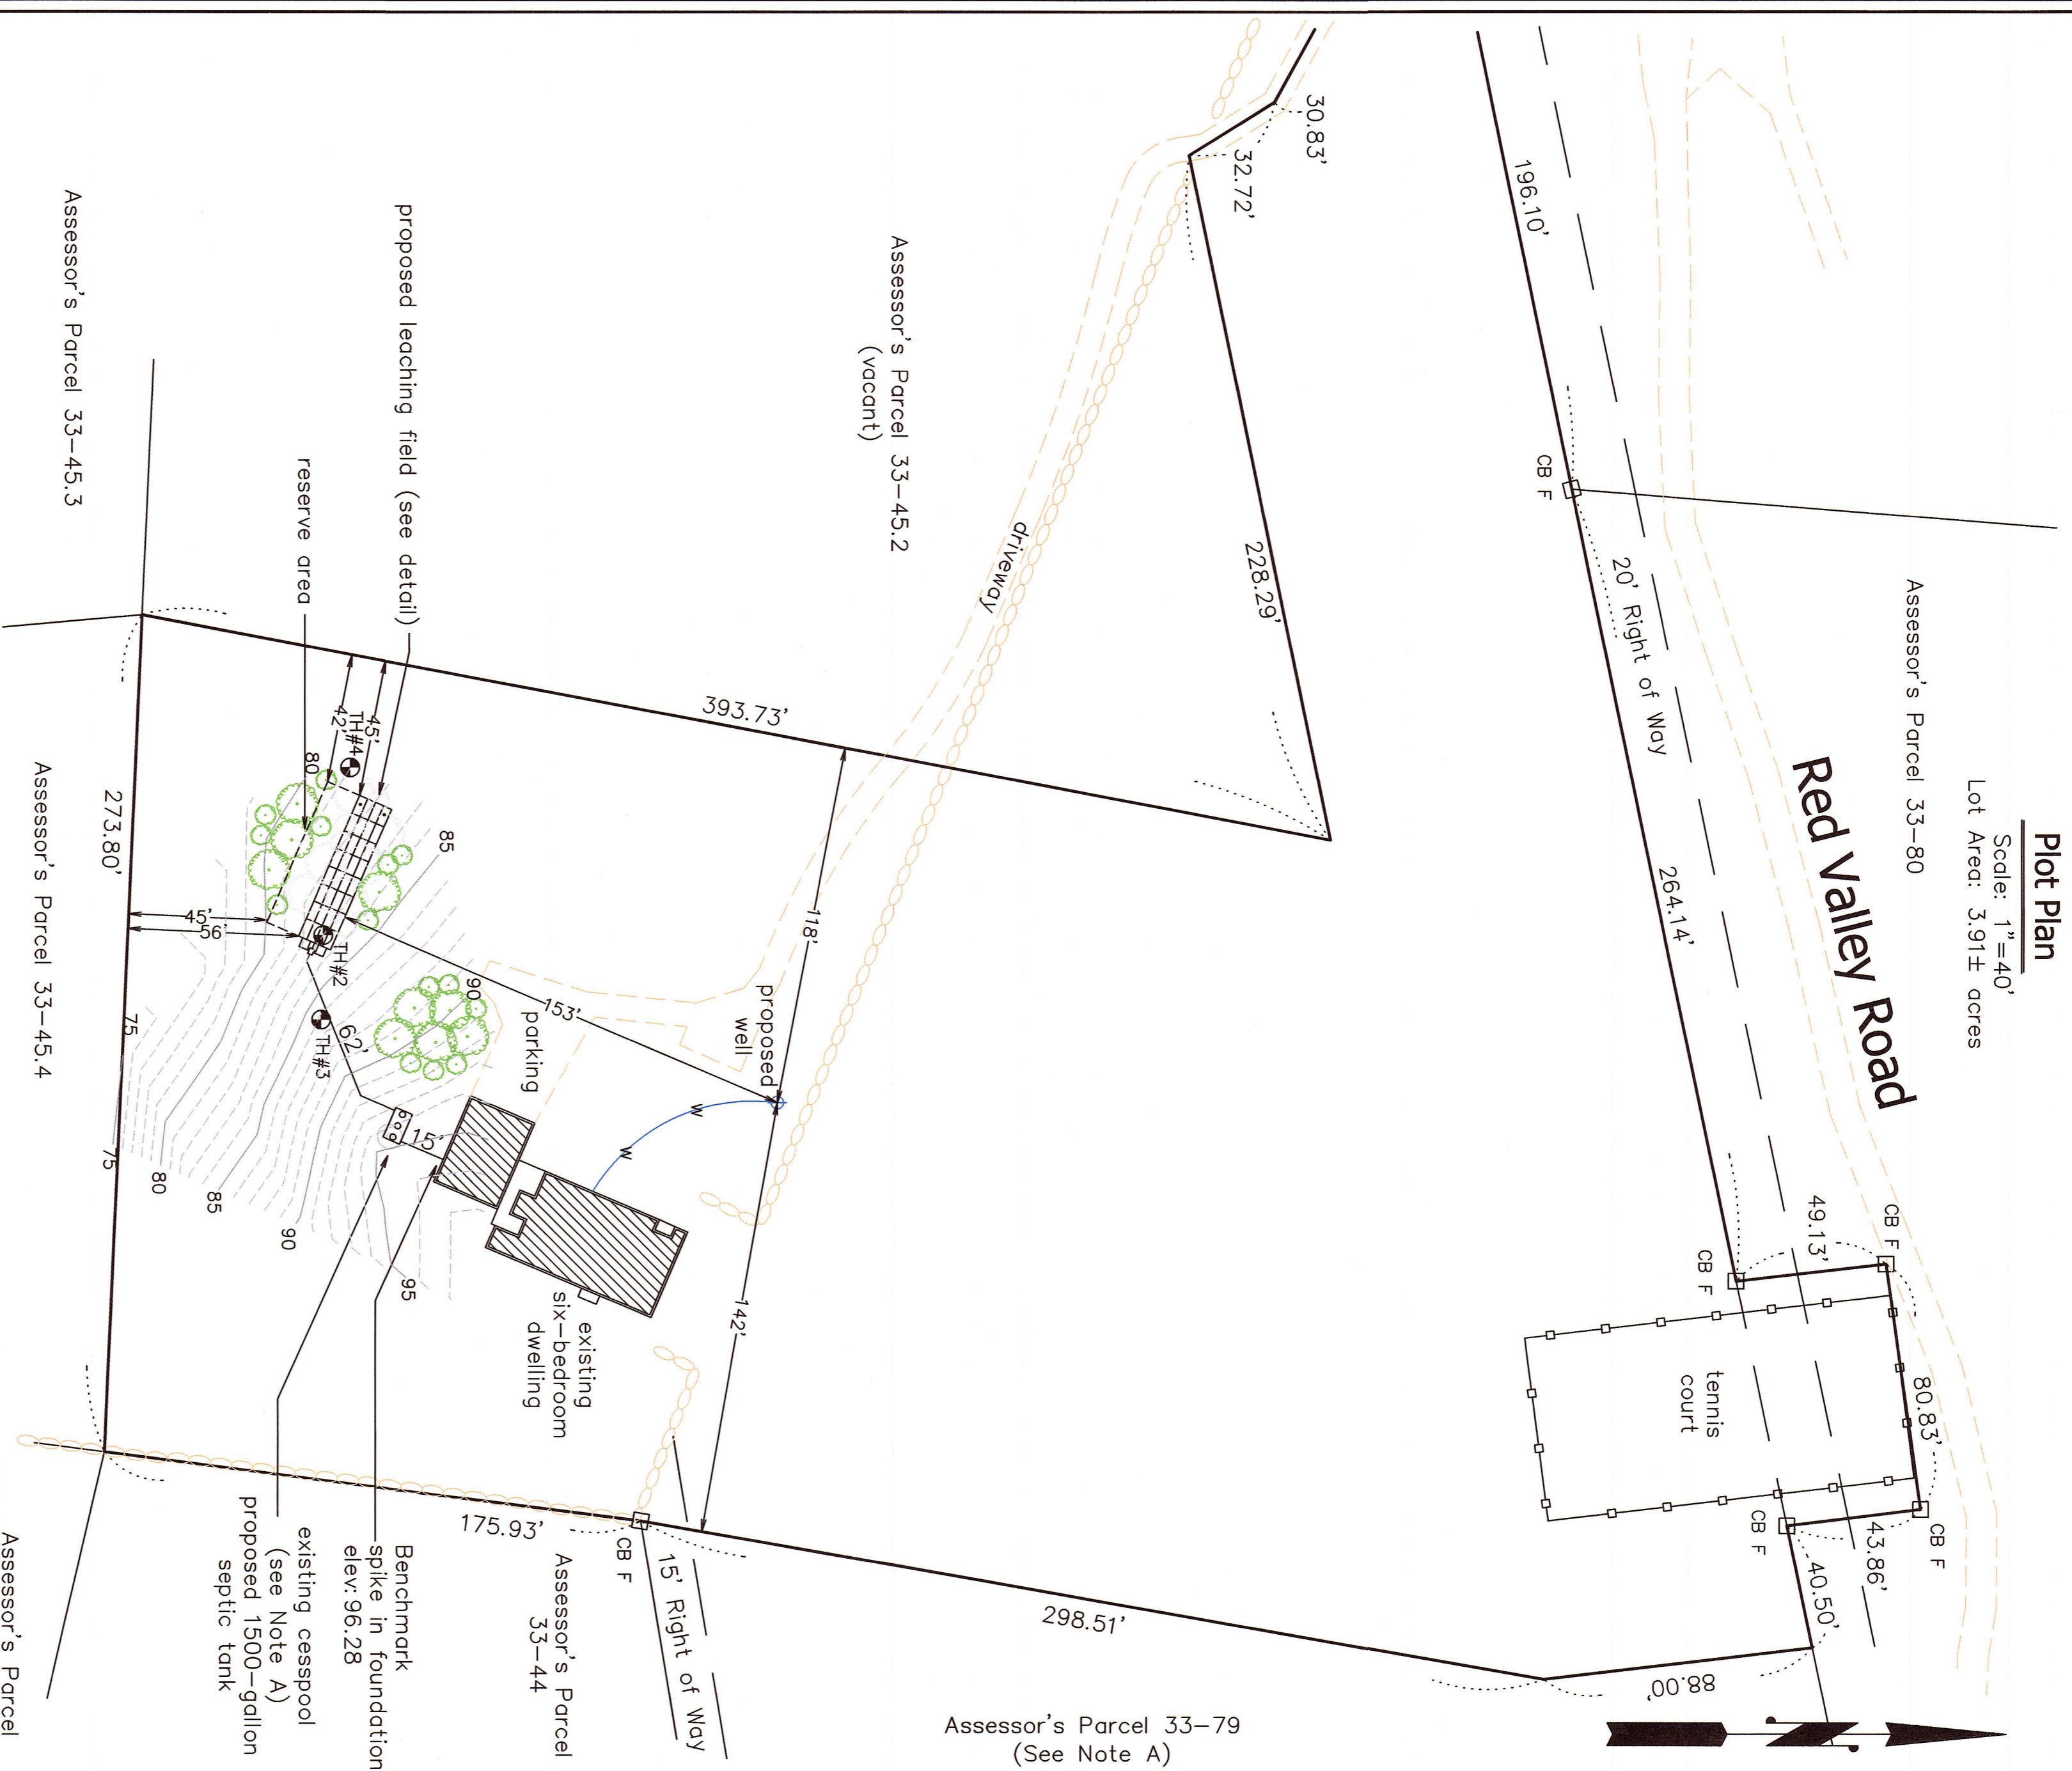 Plot Plan
Scale: 1"=40'
Lot Area: 3.91± acres
Assessor's Parcel 33-80
Red Valley Road
20' Right of Way
196.10'
CB F
264.14'
49.13'
CB F
CB F
80.83'
CB F
CB F
43.86'
40.50'
88.00'
tennis
court
30.83'
32.72'
228.29'
driveway
Assessor's Parcel 33-45.2
(vacant)
393.73'
118'
142'
proposed
well
W
W
153'
parking
298.51'
Assessor's Parcel 33-79
(See Note A)
15' Right of Way
CB F
Assessor's Parcel
33-44
175.93'
existing
six-bedroom
dwelling
proposed leaching field (see detail)
reserve area
45'
42'
TH#4
80
85
90
TH#2
TH#3
62'
15'
45'
56'
75
75
80
85
90
95
Benchmark
spike in foundation
elev: 96.28
existing cesspool
(see Note A)
proposed 1500-gallon
septic tank
273.80'
Assessor's Parcel 33-45.3
Assessor's Parcel 33-45.4
Assessor's Parcel